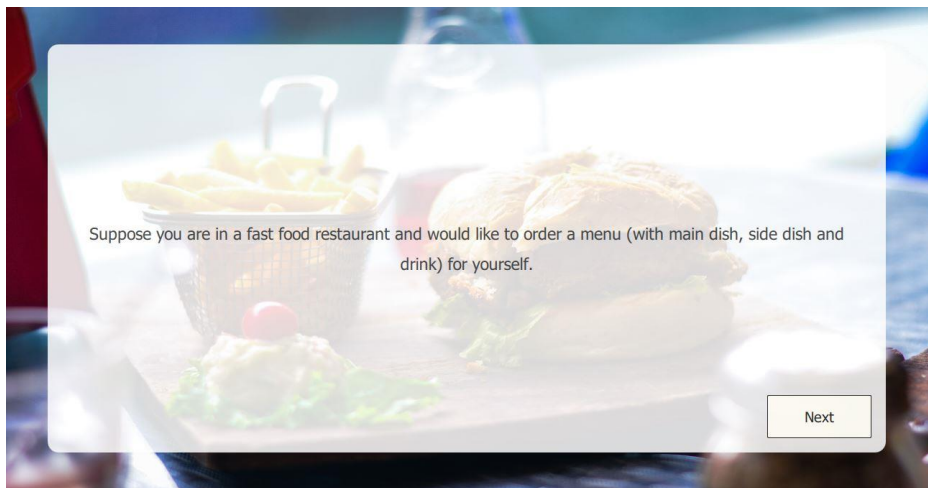 Suppose you are in a fast food restaurant and would like to order a menu (with main dish, side dish and
drink) for yourself.
Next